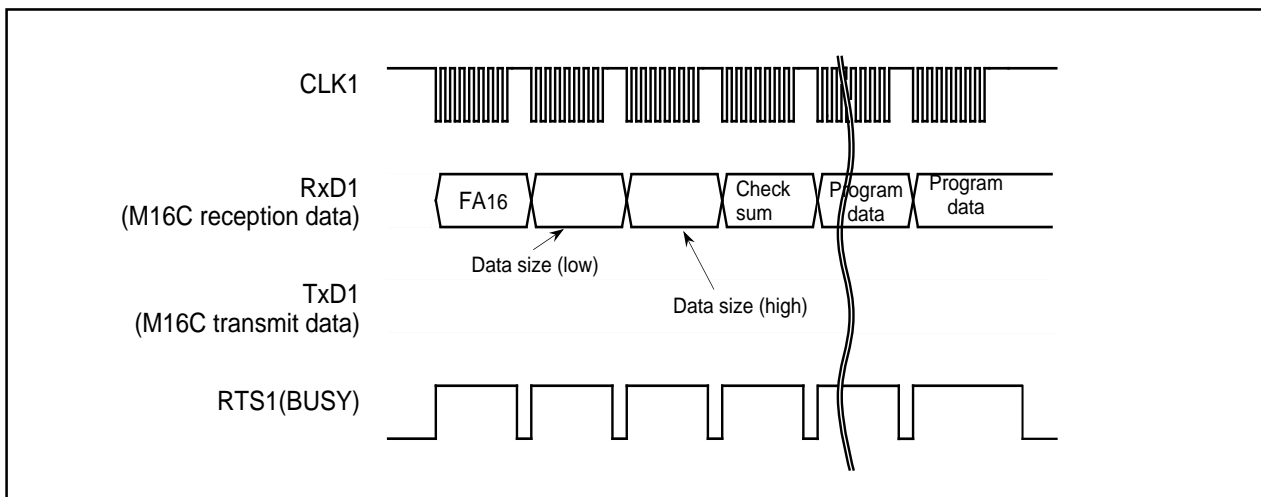 CLK1
RxD1
(M16C reception data)
FA16
Check
sum
Program
data
Program
data
Data size (low)
Data size (high)
TxD1
(M16C transmit data)
RTS1(BUSY)